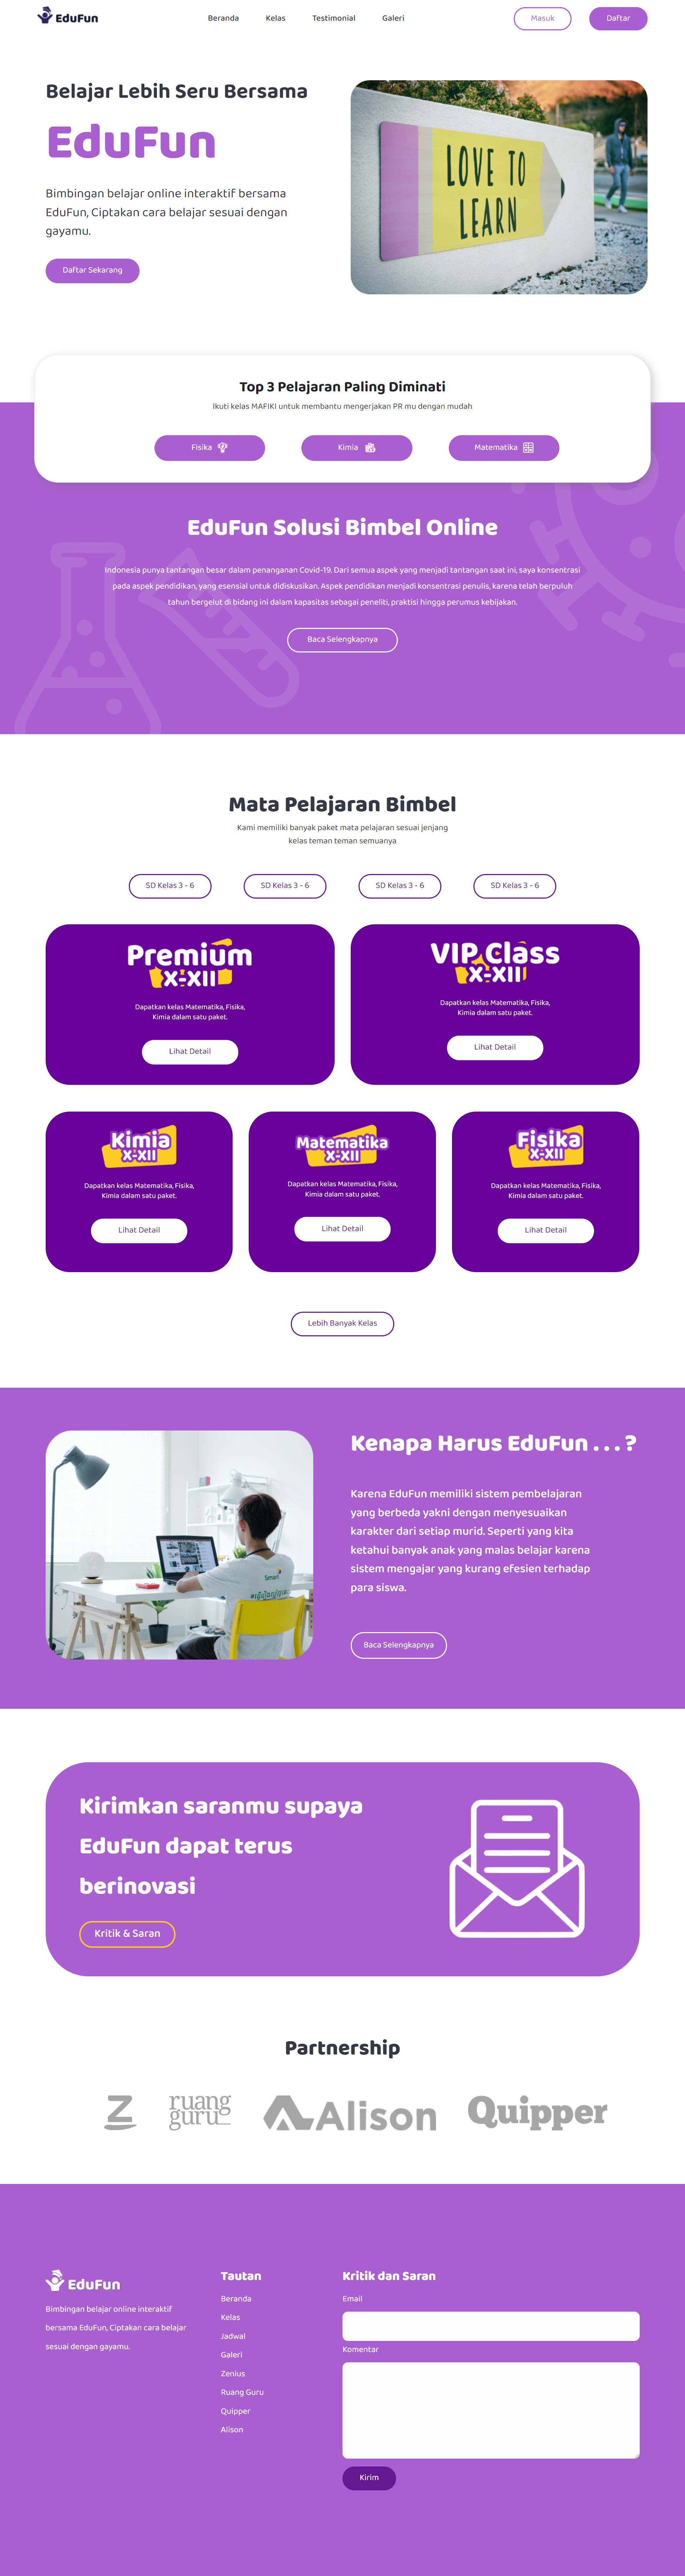 EduFun
Beranda
Kelas
Testimonial
Galeri
Masuk
Daftar
Belajar Lebih Seru Bersama
EduFun
Bimbingan belajar online interaktif bersama
EduFun, Ciptakan cara belajar sesuai dengan
gayamu.
Daftar Sekarang
LOVE TO
LEARN
Top 3 Pelajaran Paling Diminati
Ikuti kelas MAFIKI untuk membantu mengerjakan PR mu dengan mudah
Fisika
Kimia
Matematika
EduFun Solusi Bimbel Online
Indonesia punya tantangan besar dalam penanganan Covid-19. Dari semua aspek yang menjadi tantangan saat ini, saya konsentrasi
pada aspek pendidikan, yang esensial untuk didiskusikan. Aspek pendidikan menjadi konsentrasi penulis, karena telah berpuluh
tahun bergelut di bidang ini dalam kapasitas sebagai peneliti, praktisi hingga perumus kebijakan.
Baca Selengkapnya
Mata Pelajaran Bimbel
Kami memiliki banyak paket mata pelajaran sesuai jenjang
kelas teman teman semuanya
SD Kelas 3 - 6
SD Kelas 3 - 6
SD Kelas 3 - 6
SD Kelas 3 - 6
Premium
X-XII
Dapatkan kelas Matematika, Fisika,
Kimia dalam satu paket.
Lihat Detail
VIP Class
X-XII
Dapatkan kelas Matematika, Fisika,
Kimia dalam satu paket.
Lihat Detail
Kimia
X-XII
Dapatkan kelas Matematika, Fisika,
Kimia dalam satu paket.
Lihat Detail
Matematika
X-XII
Dapatkan kelas Matematika, Fisika,
Kimia dalam satu paket.
Lihat Detail
Fisika
X-XII
Dapatkan kelas Matematika, Fisika,
Kimia dalam satu paket.
Lihat Detail
Lebih Banyak Kelas
Kenapa Harus EduFun . . . ?
Karena EduFun memiliki sistem pembelajaran
yang berbeda yakni dengan menyesuaikan
karakter dari setiap murid. Seperti yang kita
ketahui banyak anak yang malas belajar karena
sistem mengajar yang kurang efesien terhadap
para siswa.
Baca Selengkapnya
Smart
Kirimkan saranmu supaya
EduFun dapat terus
berinovasi
Kritik & Saran
Partnership
Z
ruang
guru
Alison
Quipper
EduFun
Bimbingan belajar online interaktif
bersama EduFun, Ciptakan cara belajar
sesuai dengan gayamu.
Tautan
Beranda
Kelas
Jadwal
Galeri
Zenius
Ruang Guru
Quipper
Alison
Kritik dan Saran
Email
Komentar
Kirim